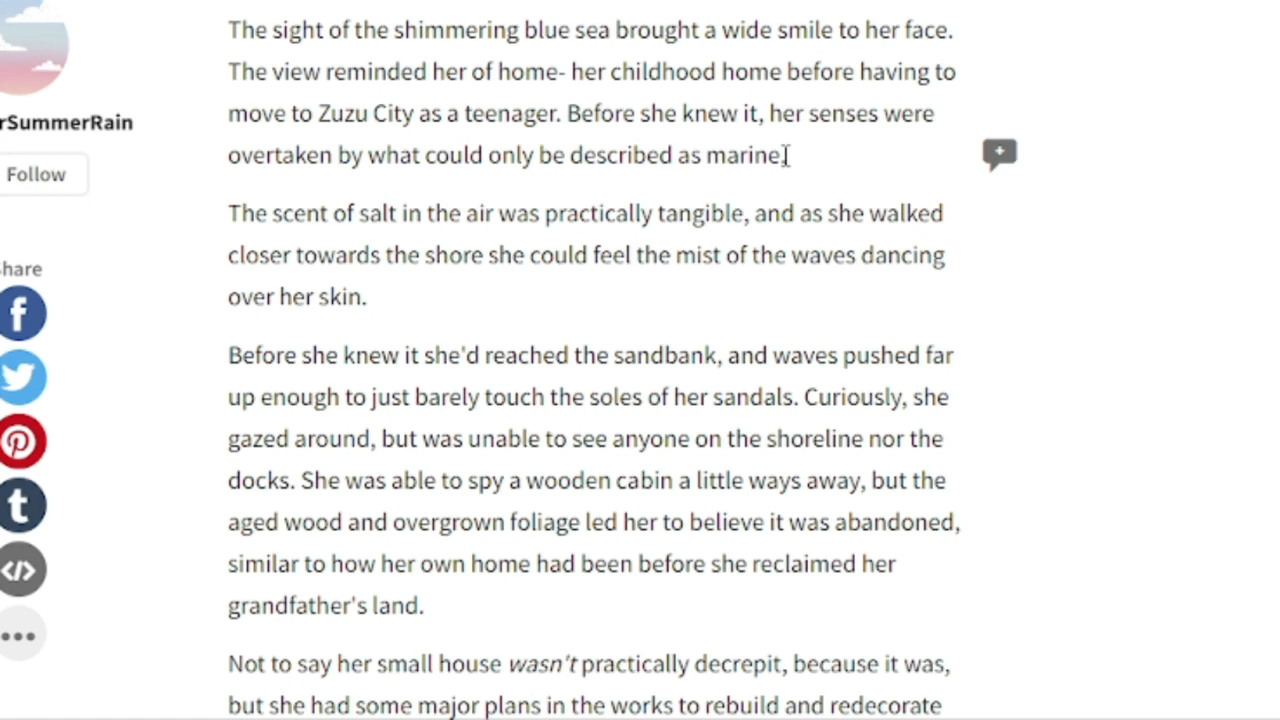 The sight of the shimmering blue sea brought a wide smile to her face.
The view reminded her of home- her childhood home before having to
move to Zuzu City as a teenager. Before she knew it, her senses were
overtaken by what could only be described as marine.
The scent of salt in the air was practically tangible, and as she walked
closer towards the shore she could feel the mist of the waves dancing
over her skin.
Before she knew it she'd reached the sandbank, and waves pushed far
up enough to just barely touch the soles of her sandals. Curiously, she
gazed around, but was unable to see anyone on the shoreline nor the
docks. She was able to spy a wooden cabin a little ways away, but the
aged wood and overgrown foliage led her to believe it was abandoned,
similar to how her own home had been before she reclaimed her
grandfather's land.
Not to say her small house wasn't practically decrepit, because it was,
but she had some major plans in the works to rebuild and redecorate
rSummerRain
Follow
Share